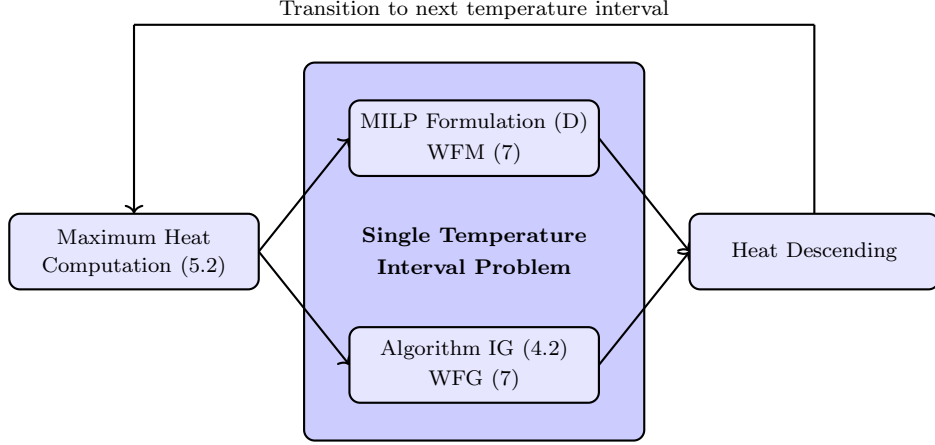 Transition to next temperature interval
MILP Formulation (D)
WFM (7)
Maximum Heat
Computation (5.2)
Single Temperature
Interval Problem
Heat Descending
Algorithm IG (4.2)
WFG (7)